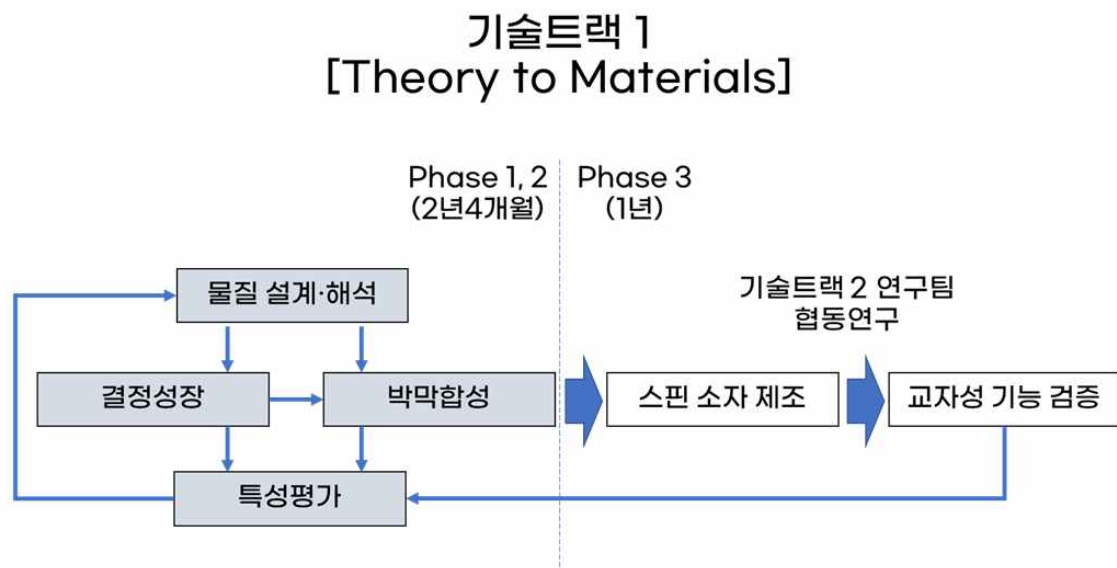 기술트랙 1
[Theory to Materials]
Phase 1, 2
(2년4개월)
Phase 3
(1년)
물질 설계·해석
기술트랙 2 연구팀
협동연구
결정성장
박막합성
스핀 소자 제조
교자성 기능 검증
특성평가